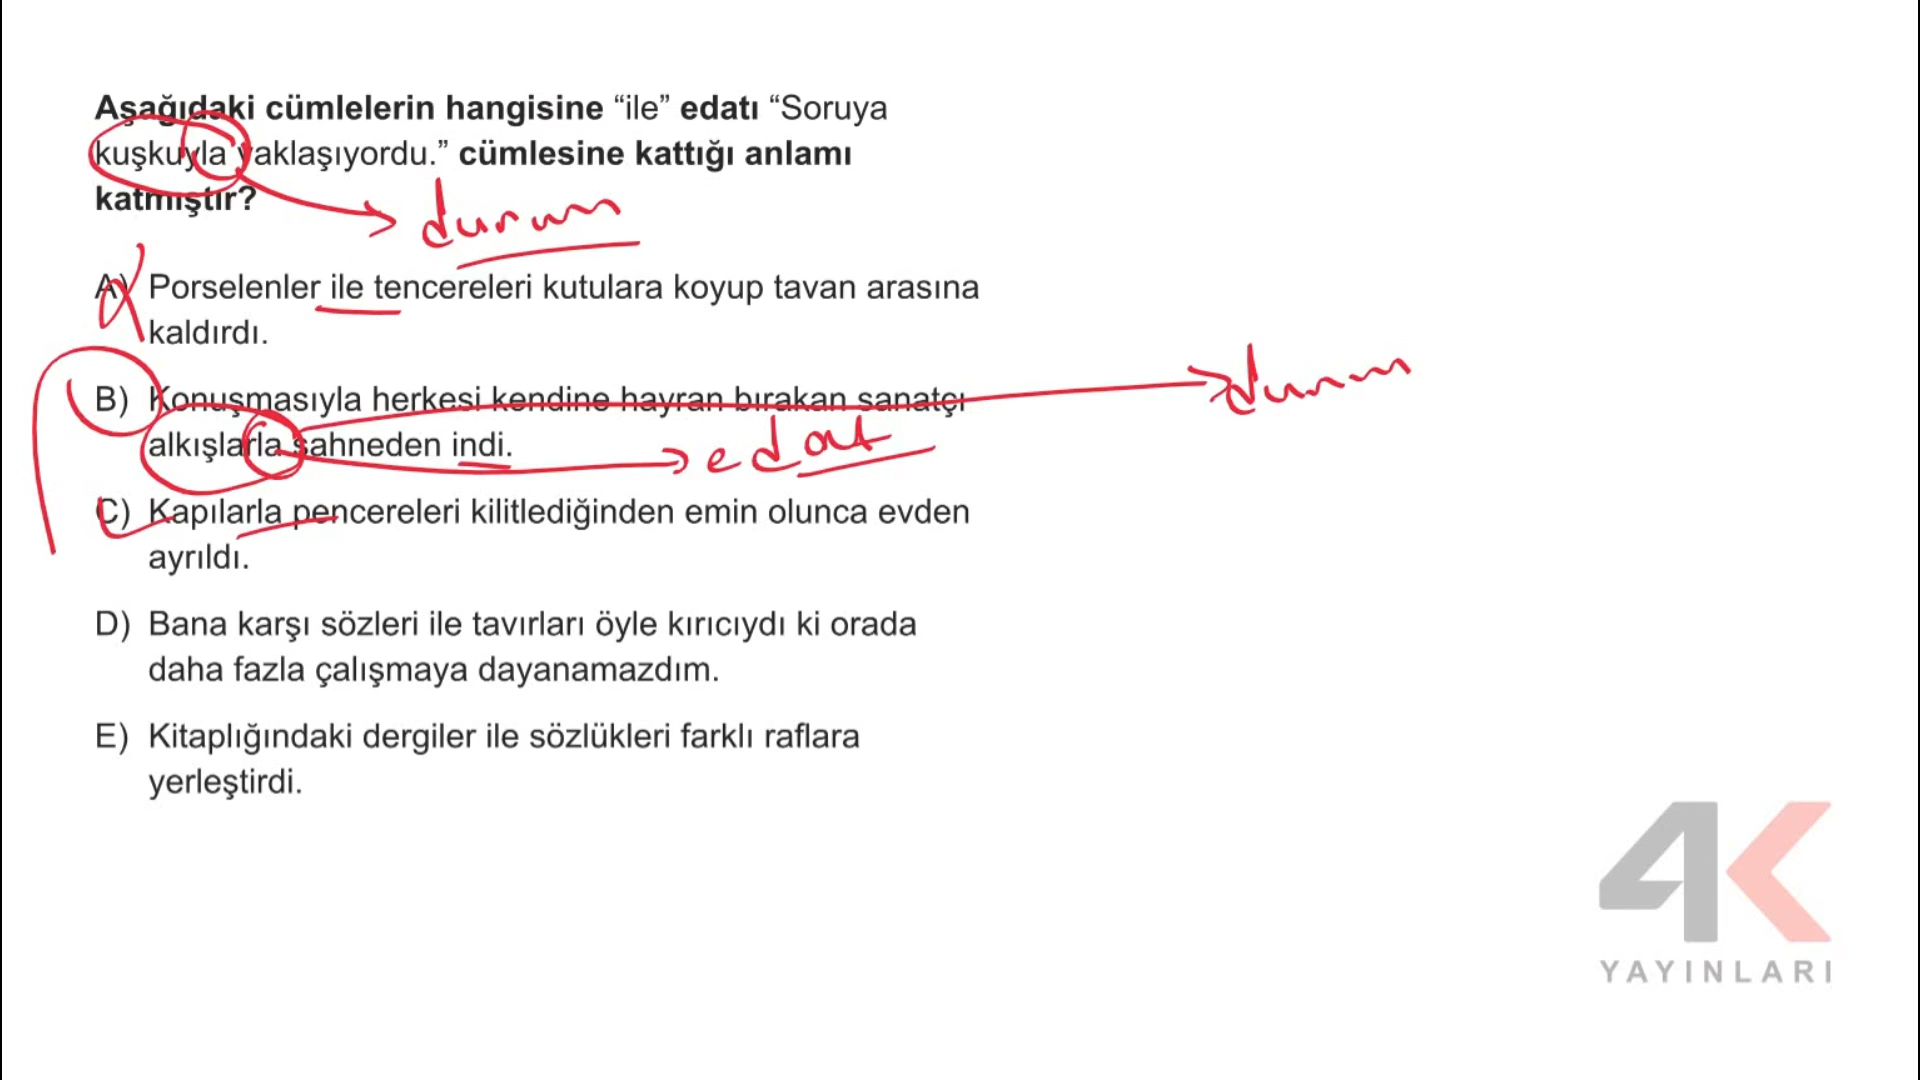 Aşağıdaki cümlelerin hangisine “ile” edatı “Soruya
kuşkuyla yaklaşıyordu.” cümlesine kattığı anlamı
katmıştır?
durum
A) Porselenler ile tencereleri kutulara koyup tavan arasına
kaldırdı.
durum
B) Konuşmasıyla herkesi kendine hayran bırakan sanatçı
alkışlarla sahneden indi.
edat
C) Kapılarla pencereleri kilitlediğinden emin olunca evden
ayrıldı.
D) Bana karşı sözleri ile tavırları öyle kırıcıydı ki orada
daha fazla çalışmaya dayanamazdım.
E) Kitaplığındaki dergiler ile sözlükleri farklı raflara
yerleştirdi.
4K
YAYINLARI